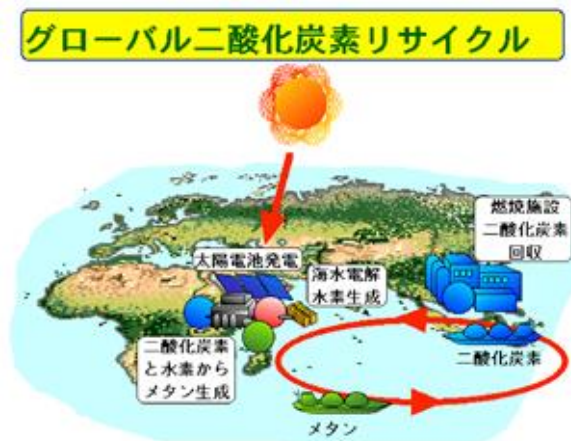 グローバル二酸化炭素リサイクル
燃焼施設
二酸化炭素
回収
太陽電池発電
海水電解
水素生成
二酸化炭素
と水素から
メタン生成
二酸化炭素
メタン